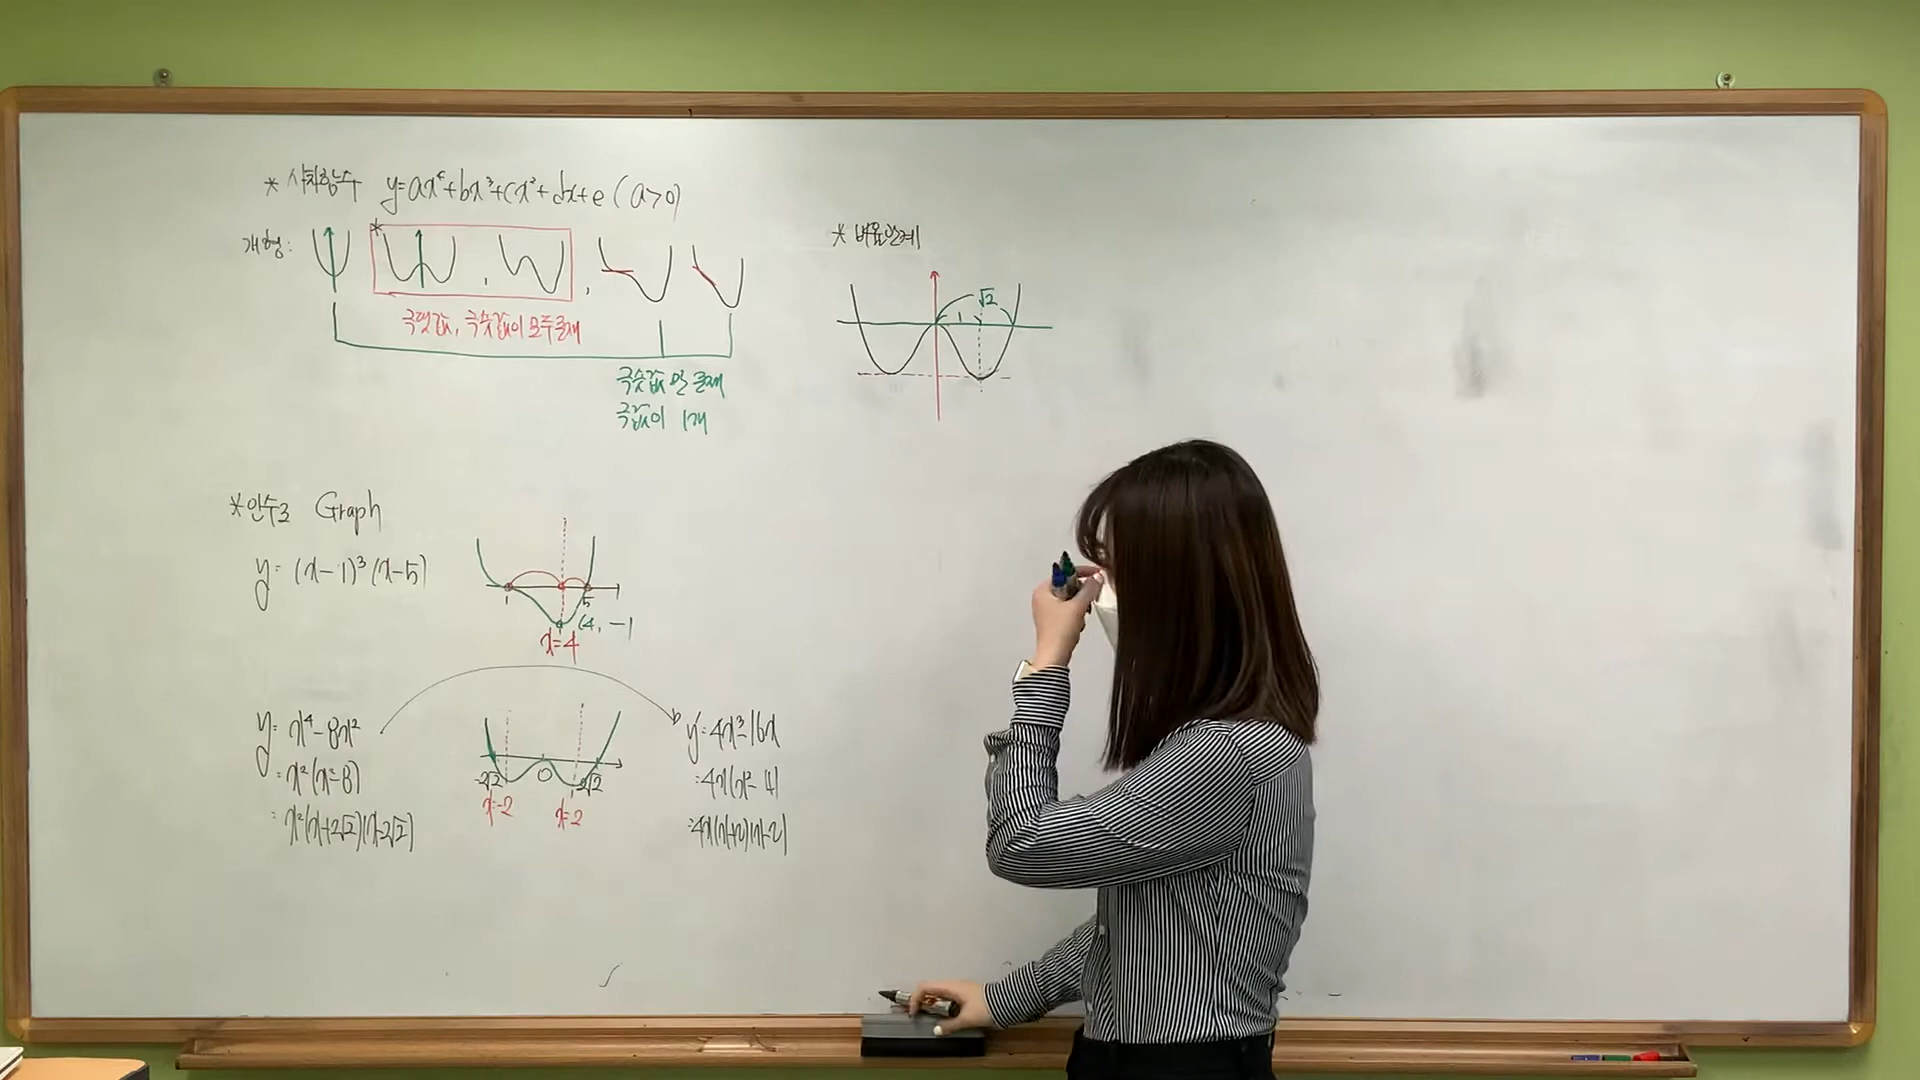 * 사차함수 y=ax⁴+bx³+cx²+dx+e (a>0)
개형:
*
, ,
극댓값, 극솟값이 모두 존재
극솟값만 존재
극값이 1개
* 비율관계
√2
1
* 인수로 Graph
y=(x-1)³(x-5)
1 5
(4, -1
x=4
y=x⁴-8x²
=x²(x²-8)
=x²(x+2√2)(x-2√2)
-2√2 0 2√2
x=-2 x=2
y'=4x³-16x
=4x(x²-4)
=4x(x+2)(x-2)